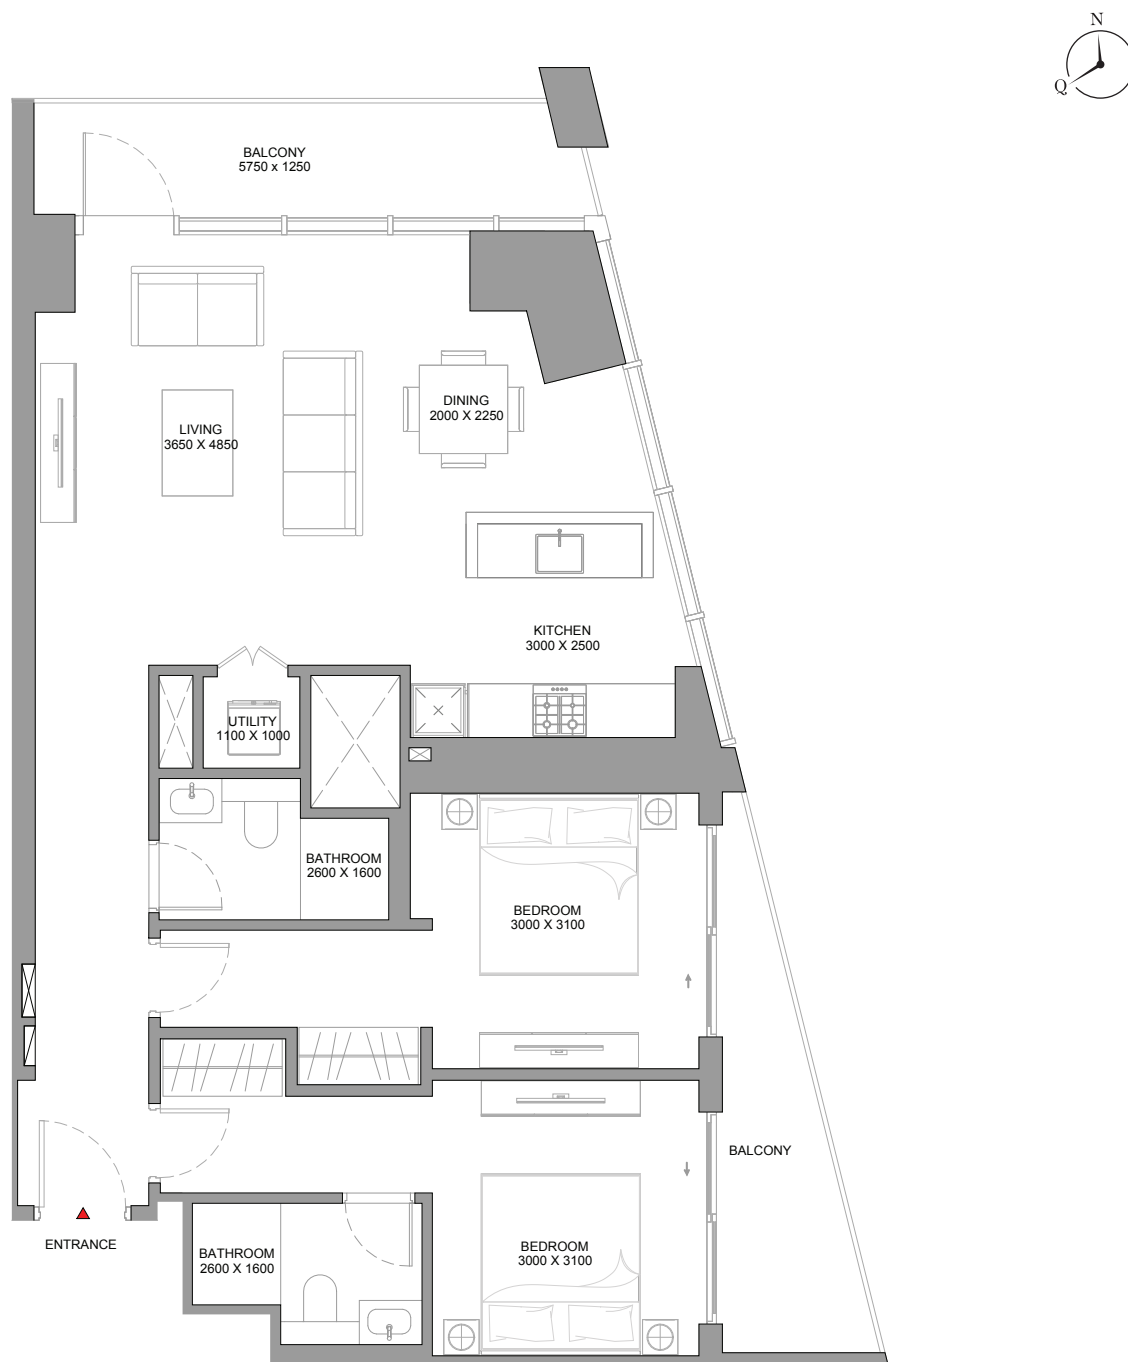 N
Q
BALCONY
5750 x 1250
DINING
2000 X 2250
LIVING
3650 X 4850
KITCHEN
3000 X 2500
UTILITY
1100 X 1000
BATHROOM
2600 X 1600
BEDROOM
3000 X 3100
BALCONY
ENTRANCE
BATHROOM
2600 X 1600
BEDROOM
3000 X 3100